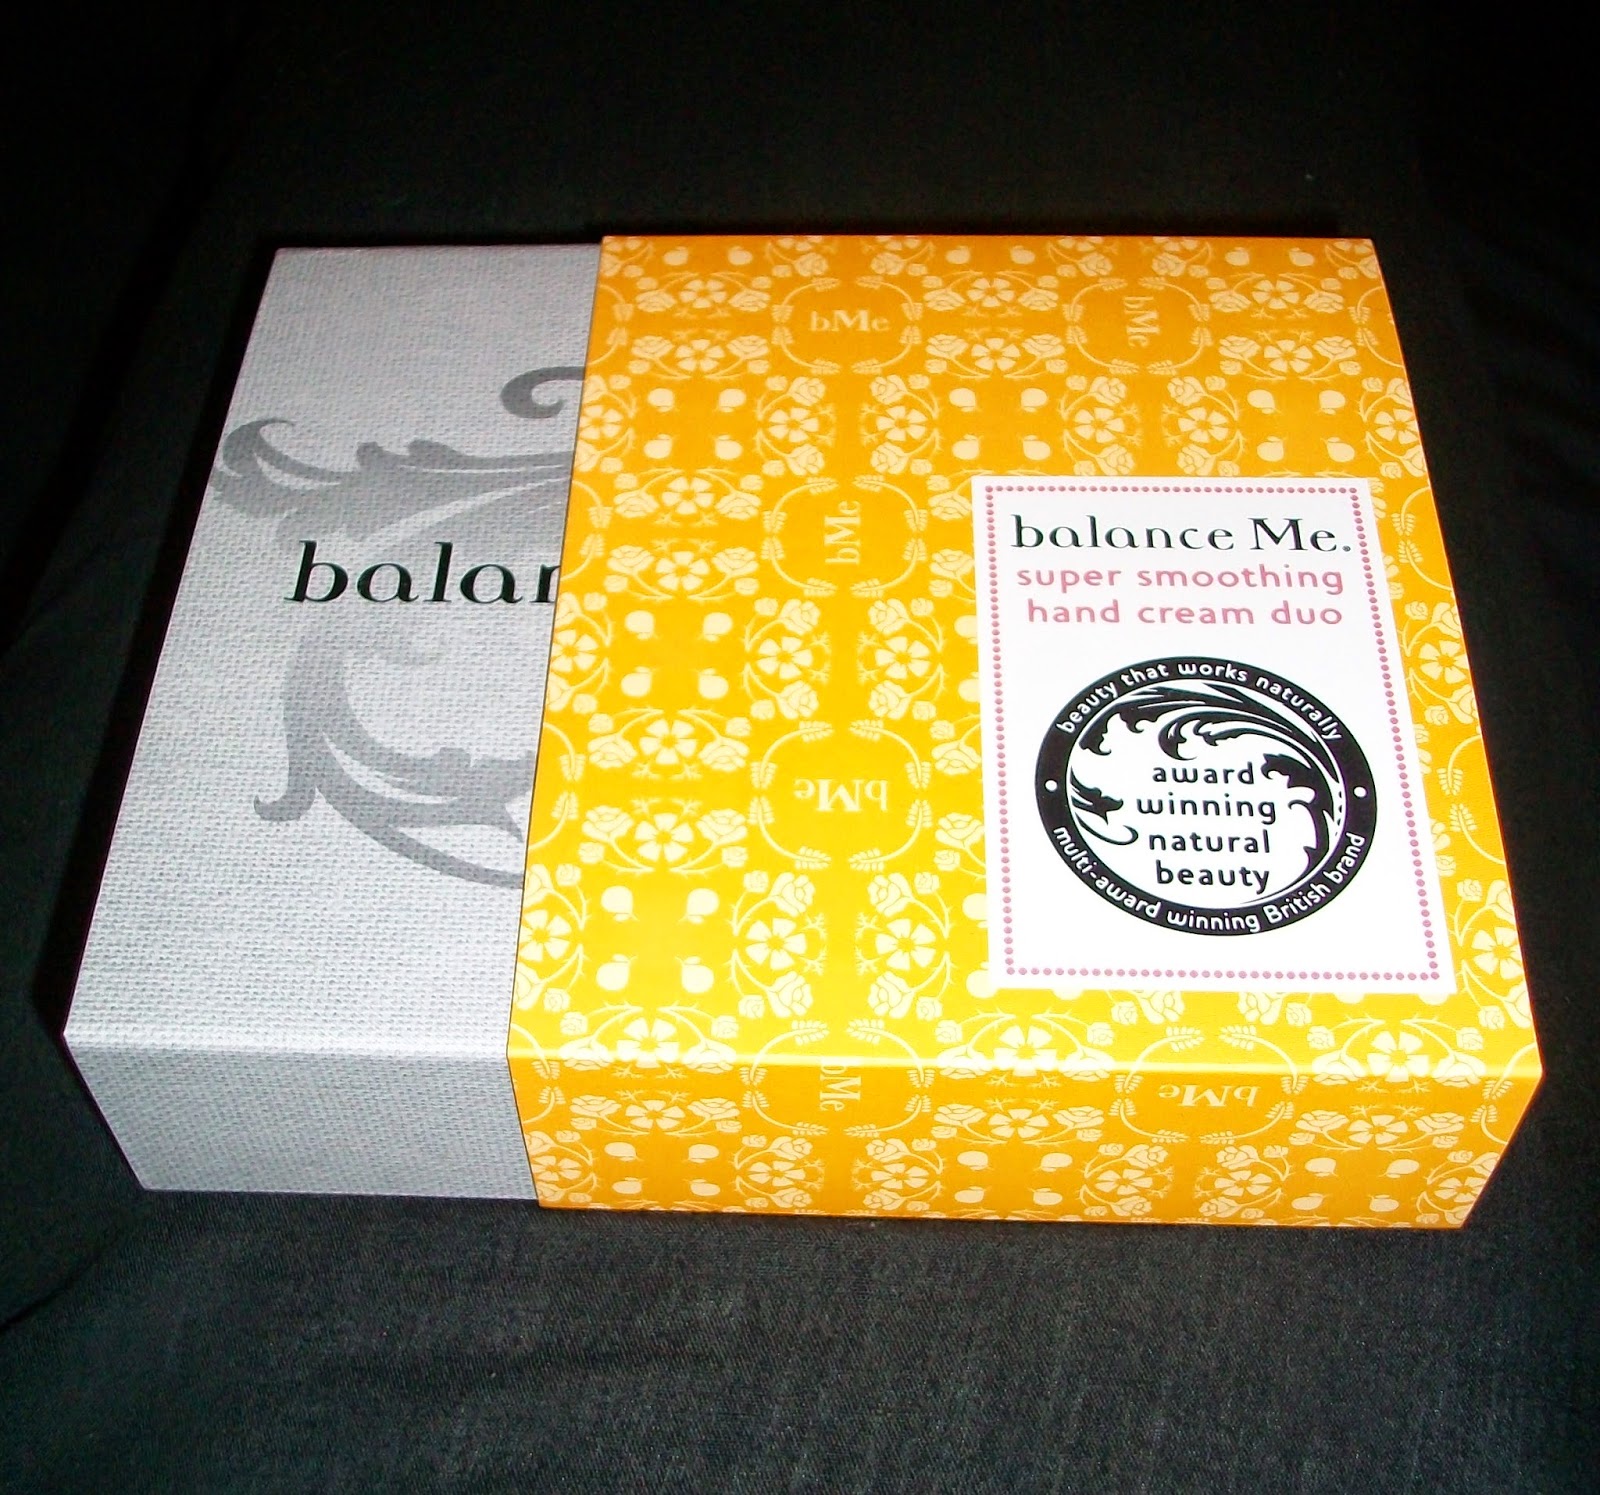 balan
bMe
bMe
bMe
bMe
balance Me.
super smoothing
hand cream duo
beauty that works naturally
award
winning
natural
beauty
multi-award winning British brand
bMe
bMe